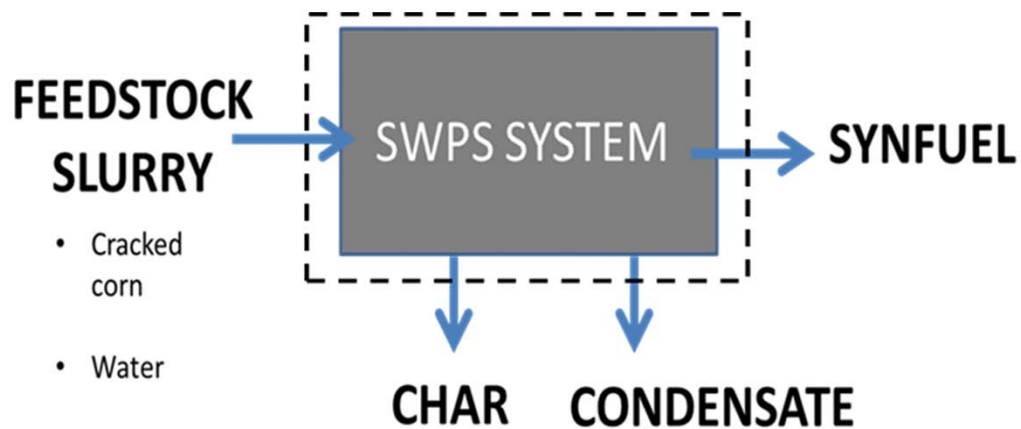 FEEDSTOCK
SLURRY
• Cracked
corn
• Water
SWPS SYSTEM
SYNFUEL
CHAR
CONDENSATE